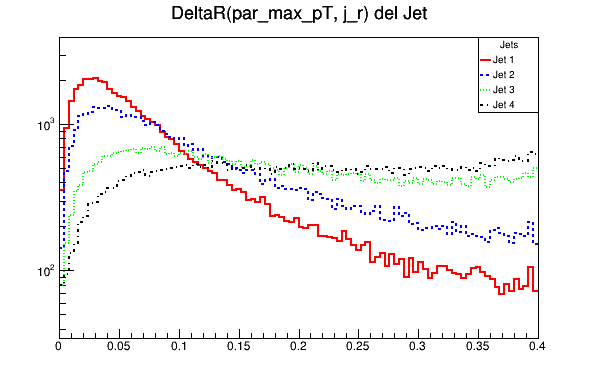 DeltaR(par_max_pT, j_r) del Jet
Jets
Jet 1
Jet 2
Jet 3
Jet 4
10³
10²
0 0.05 0.1 0.15 0.2 0.25 0.3 0.35 0.4